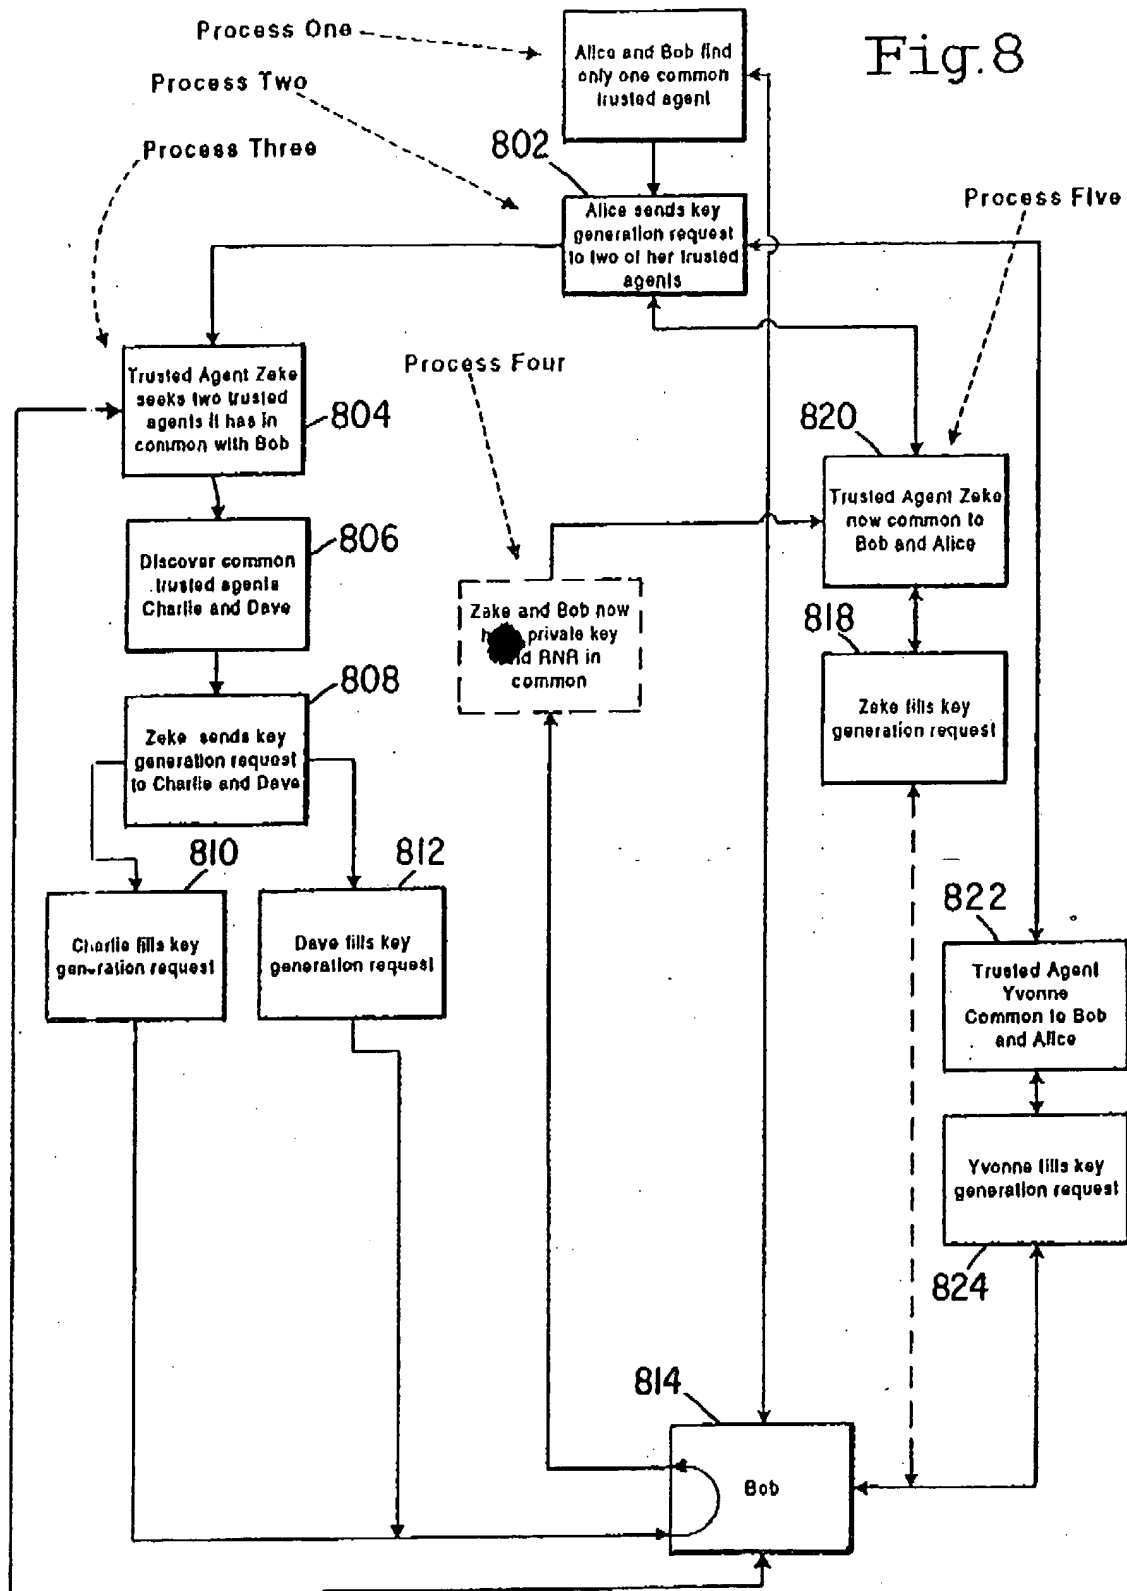 Fig.8
Process One
Alice and Bob find
only one common
trusted agent
Process Two
Process Three
802
Alice sends key
generation request
to two of her trusted
agents
Process Five
Process Four
Trusted Agent Zeke
seeks two trusted
agents it has in
common with Bob
804
820
Trusted Agent Zeke
now common to
Bob and Alice
806
Discover common
trusted agents
Charlie and Dave
Zeke and Bob now
private key
RNR in
common
818
Zeke fills key
generation request
808
Zeke sends key
generation request
to Charlie and Dave
810
812
Charlie fills key
generation request
Dave fills key
generation request
822
Trusted Agent
Yvonne
Common to Bob
and Alice
Yvonne fills key
generation request
824
814
Bob